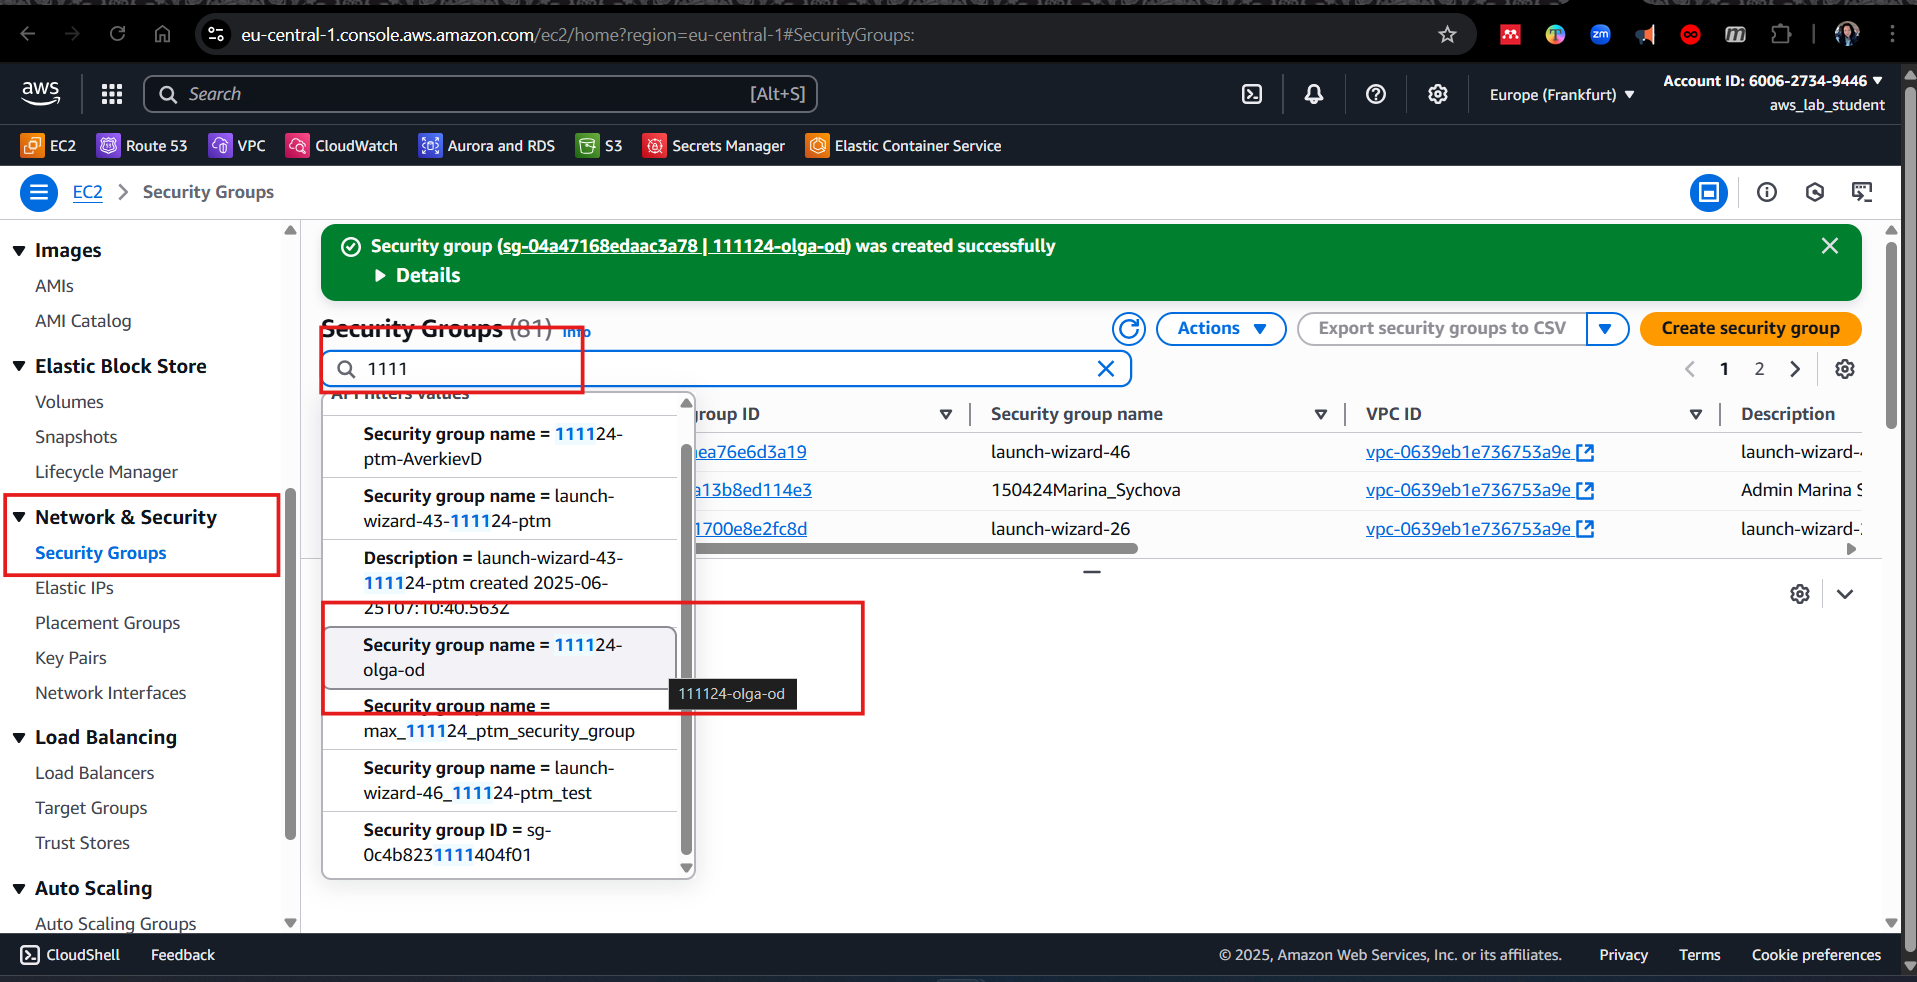 eu-central-1.console.aws.amazon.com/ec2/home?region=eu-central-1#SecurityGroups:
aws
Search
[Alt+S]
Europe (Frankfurt)
Account ID: 6006-2734-9446
aws_lab_student
EC2
Route 53
VPC
CloudWatch
Aurora and RDS
S3
Secrets Manager
Elastic Container Service
EC2
Security Groups
Images
AMIs
AMI Catalog
Elastic Block Store
Volumes
Snapshots
Lifecycle Manager
Network & Security
Security Groups
Elastic IPs
Placement Groups
Key Pairs
Network Interfaces
Load Balancing
Load Balancers
Target Groups
Trust Stores
Auto Scaling
Auto Scaling Groups
Security group (sg-04a47168edaac3a78 | 111124-olga-od) was created successfully
Details
Security Groups (81) Info
Actions
Export security groups to CSV
Create security group
1111
1 2
API filters values
Security group name = 111124-
ptm-AverkievD
Security group name = launch-
wizard-43-111124-ptm
Description = launch-wizard-43-
111124-ptm created 2025-06-
25T07:10:40.563Z
Security group name = 111124-
olga-od
111124-olga-od
Security group name =
max_111124_ptm_security_group
Security group name = launch-
wizard-46_111124-ptm_test
Security group ID = sg-
0c4b8231111404f01
group ID
Security group name
VPC ID
Description
ea76e6d3a19
launch-wizard-46
vpc-0639eb1e736753a9e
launch-wizard-
a13b8ed114e3
150424Marina_Sychova
vpc-0639eb1e736753a9e
Admin Marina S
1700e8e2fc8d
launch-wizard-26
vpc-0639eb1e736753a9e
launch-wizard-
CloudShell
Feedback
© 2025, Amazon Web Services, Inc. or its affiliates.
Privacy
Terms
Cookie preferences